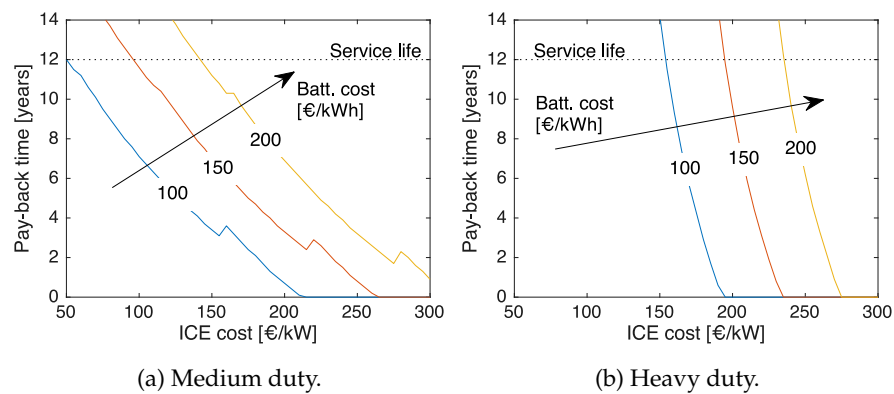 Pay-back time [years]
14
12
10
8
6
4
2
0
Service life
Batt. cost
[€/kWh]
200
150
100
50
100
150
200
250
300
ICE cost [€/kW]
(a) Medium duty.
Pay-back time [years]
14
12
10
8
6
4
2
0
Service life
Batt. cost
[€/kWh]
100
150
200
50
100
150
200
250
300
ICE cost [€/kW]
(b) Heavy duty.